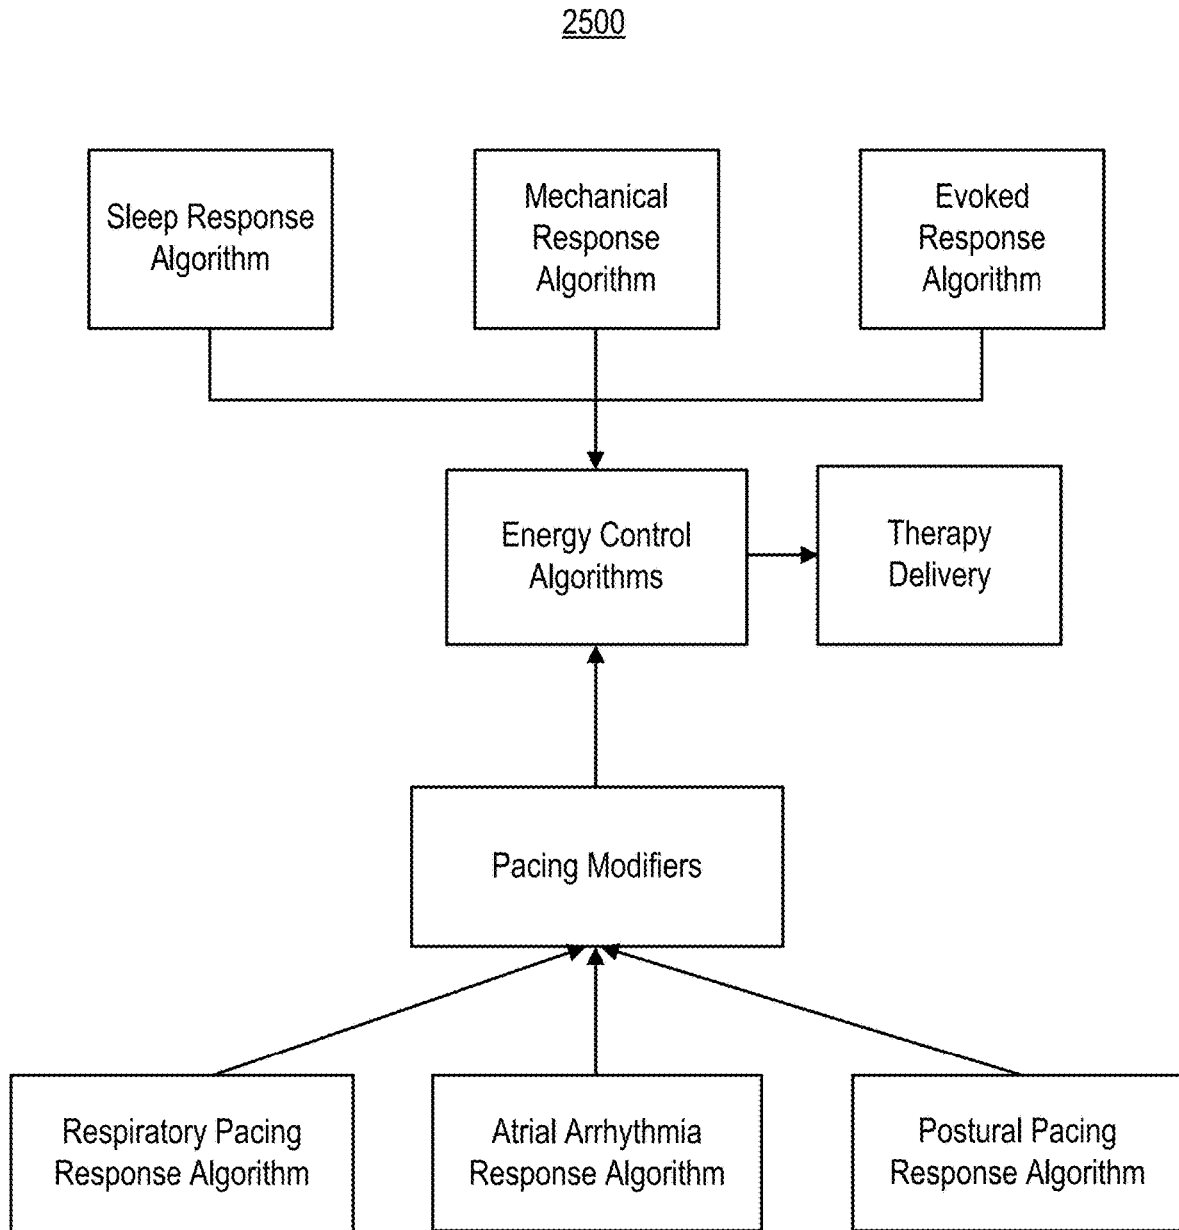 2500
Sleep Response
Algorithm
Mechanical
Response
Algorithm
Evoked
Response
Algorithm
Energy Control
Algorithms
Therapy
Delivery
Pacing Modifiers
Respiratory Pacing
Response Algorithm
Atrial Arrhythmia
Response Algorithm
Postural Pacing
Response Algorithm